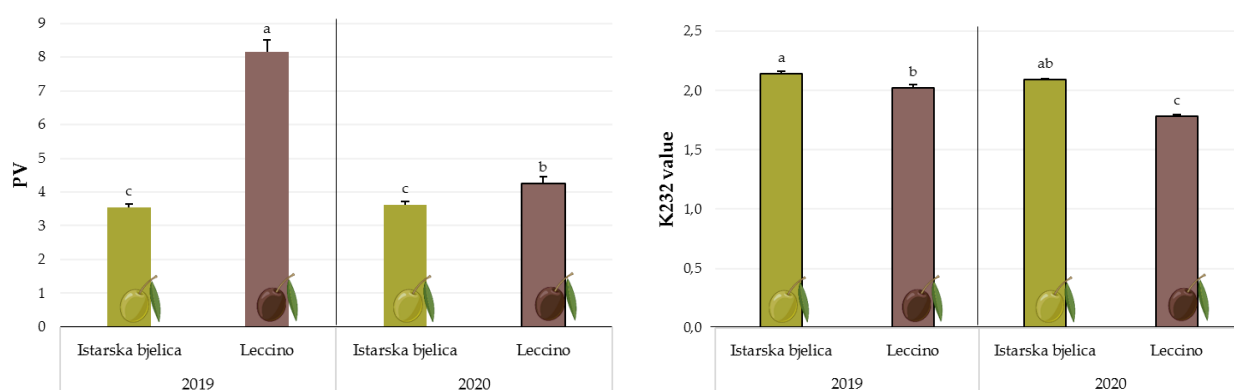 PV
9
8
7
6
5
4
3
2
1
0
c
a
c
b
Istarska bjelica Leccino Istarska bjelica Leccino
2019 2020
K232 value
2,5
2,0
1,5
1,0
0,5
0,0
a
b
ab
c
Istarska bjelica Leccino Istarska bjelica Leccino
2019 2020